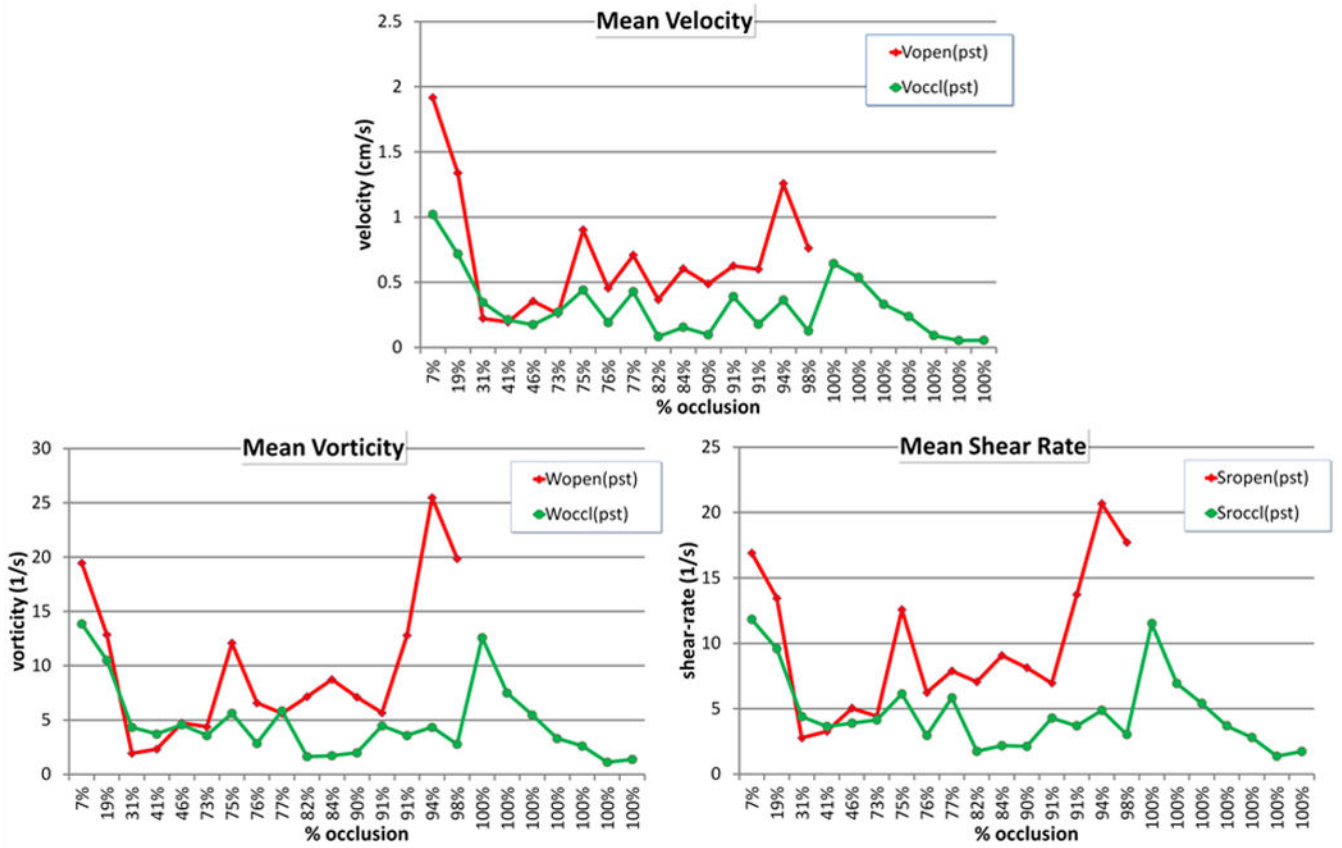 Mean Velocity
velocity (cm/s)
2.5
2
1.5
1
0.5
0
Vopen(pst)
Voccl(pst)
7% 19% 31% 41% 46% 73% 75% 76% 77% 82% 84% 90% 91% 91% 94% 98% 100% 100% 100% 100% 100% 100% 100%
% occlusion
Mean Vorticity
vorticity (1/s)
30
25
20
15
10
5
0
Wopen(pst)
Woccl(pst)
7% 19% 31% 41% 46% 73% 75% 76% 77% 82% 84% 90% 91% 91% 94% 98% 100% 100% 100% 100% 100% 100% 100%
% occlusion
Mean Shear Rate
shear-rate (1/s)
25
20
15
10
5
0
Sropen(pst)
Sroccl(pst)
7% 19% 31% 41% 46% 73% 75% 76% 77% 82% 84% 90% 91% 91% 94% 98% 100% 100% 100% 100% 100% 100% 100%
% occlusion